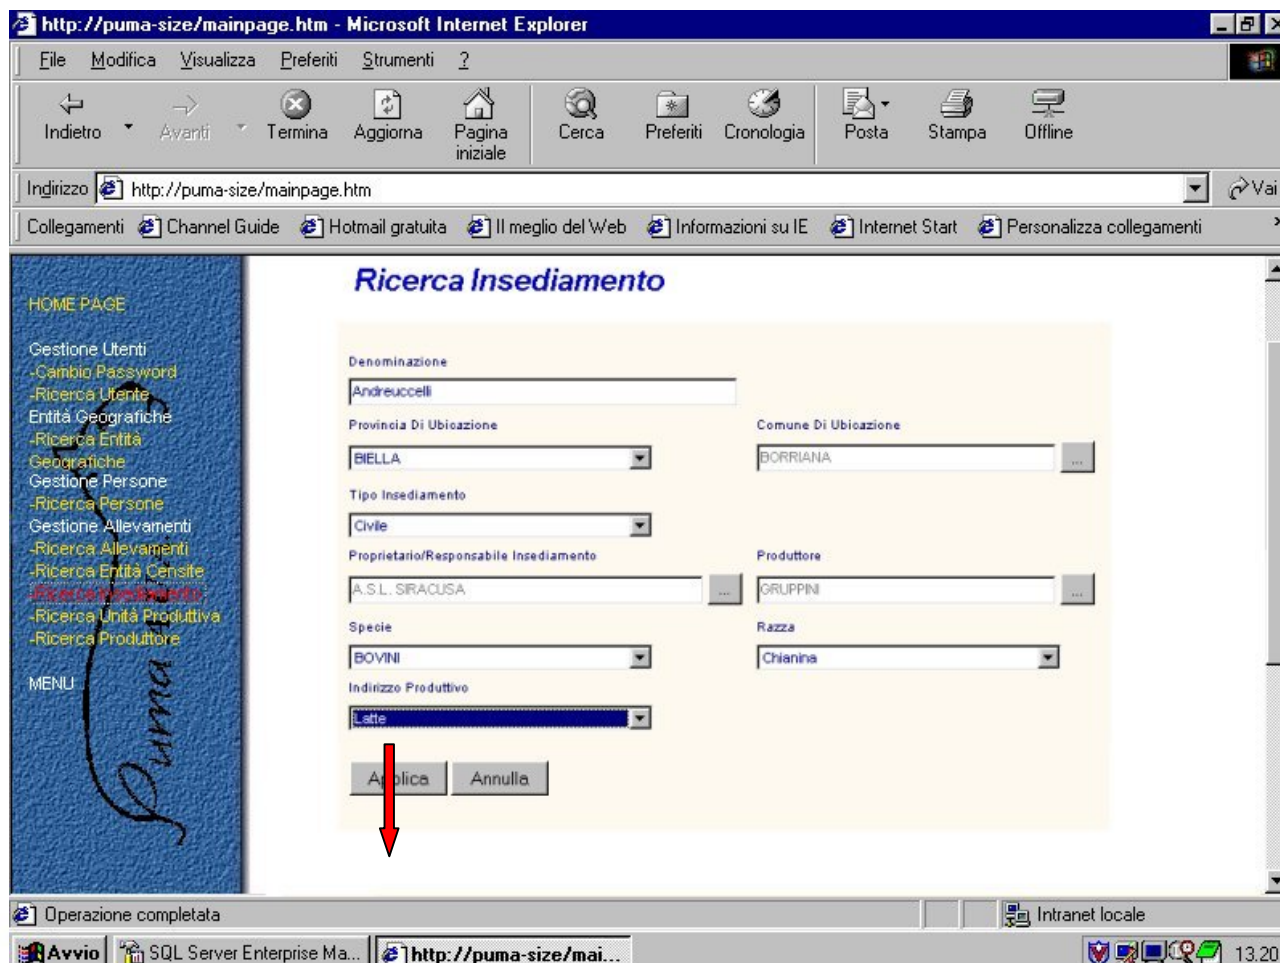 http://puma-size/mainpage.htm - Microsoft Internet Explorer
File Modifica Visualizza Preferiti Strumenti ?
Indietro Avanti Termina Aggiorna Pagina iniziale Cerca Preferiti Cronologia Posta Stampa Offline
Indirizzo http://puma-size/mainpage.htm Vai
Collegamenti Channel Guide Hotmail gratuita Il meglio del Web Informazioni su IE Internet Start Personalizza collegamenti
HOME PAGE
Gestione Utenti
-Cambio Password
-Ricerca Utente
Entità Geografiche
-Ricerca Entità
Geografiche
Gestione Persone
-Ricerca Persone
Gestione Allevamenti
-Ricerca Allevamenti
-Ricerca Entità Censite
-Ricerca Insediamento
-Ricerca Unità Produttiva
-Ricerca Produttore
MENU
Ricerca Insediamento
Denominazione
Andreuccelli
Provincia Di Ubicazione Comune Di Ubicazione
BIELLA BORRIANA ...
Tipo Insediamento
Civile
Proprietario/Responsabile Insediamento Produttore
A.S.L. SIRACUSA ... GRUPPINI ...
Specie Razza
BOVINI Chianina
Indirizzo Produttivo
Latte
Applica Annulla
Operazione completata Intranet locale
Avvio SQL Server Enterprise Ma... http://puma-size/mai... 13.20